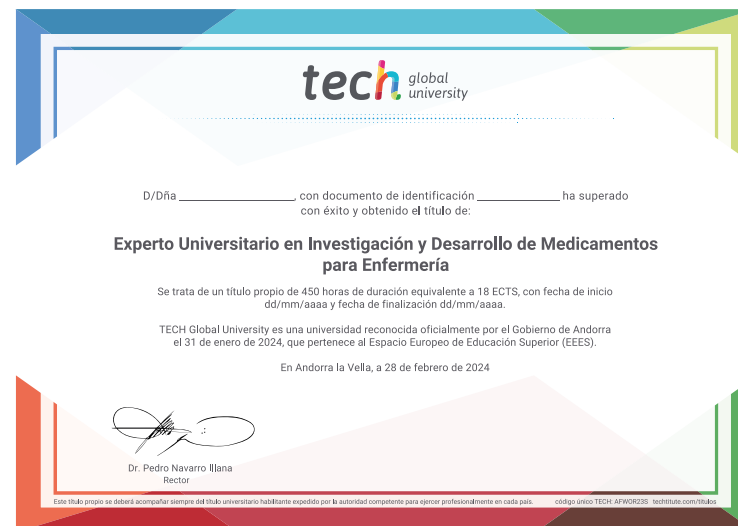 tech global university
D/Dña ____________, con documento de identificación ____________ ha superado
con éxito y obtenido el título de:
Experto Universitario en Investigación y Desarrollo de Medicamentos
para Enfermería
Se trata de un título propio de 450 horas de duración equivalente a 18 ECTS, con fecha de inicio
dd/mm/aaaa y fecha de finalización dd/mm/aaaa.
TECH Global University es una universidad reconocida oficialmente por el Gobierno de Andorra
el 31 de enero de 2024, que pertenece al Espacio Europeo de Educación Superior (EEES).
En Andorra la Vella, a 28 de febrero de 2024
Dr. Pedro Navarro Illana
Rector
Este título propio se deberá acompañar siempre del título universitario habilitante expedido por la autoridad competente para ejercer profesionalmente en cada país. código único TECH: AFWOR23S techtitute.com/titulos